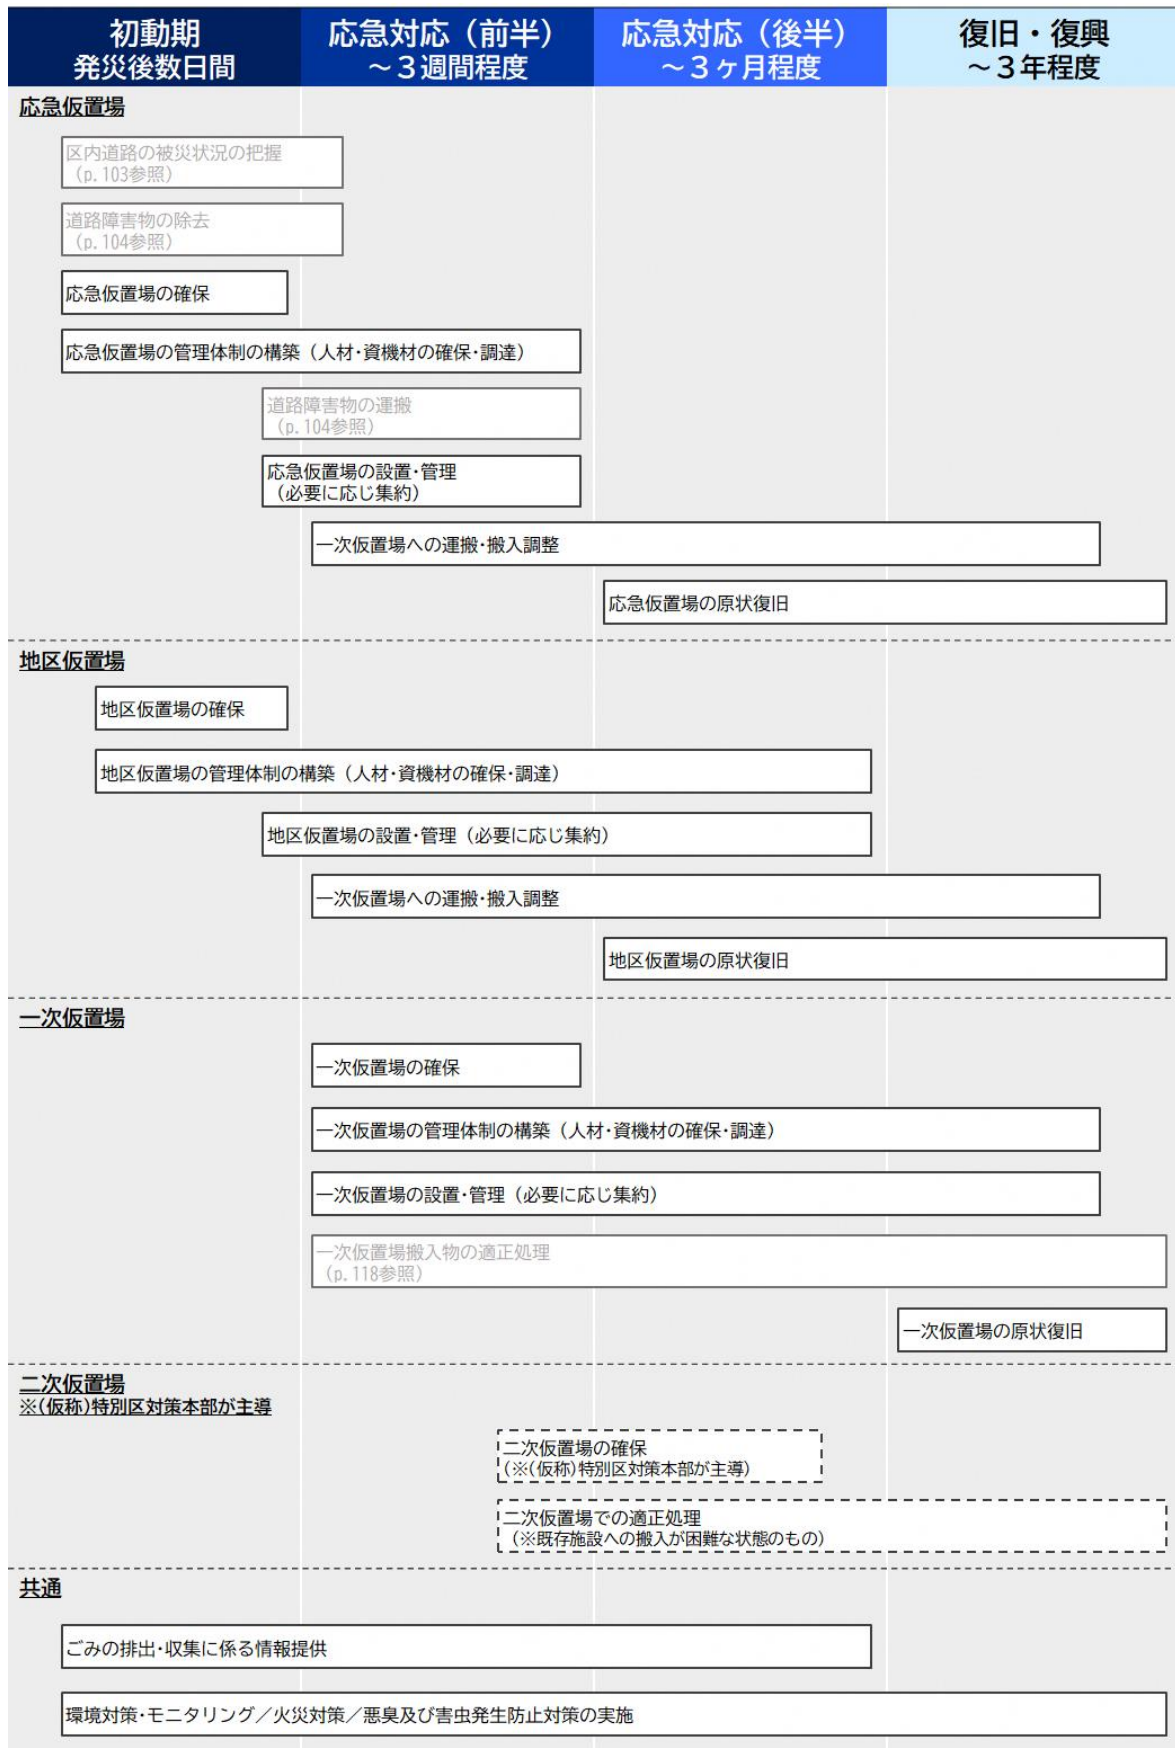 初動期
発災後数日間
応急対応（前半）
～３週間程度
応急対応（後半）
～３ヶ月程度
復旧・復興
～３年程度
応急仮置場
区内道路の被災状況の把握
（p.103参照）
道路障害物の除去
（p.104参照）
応急仮置場の確保
応急仮置場の管理体制の構築（人材・資機材の確保・調達）
道路障害物の運搬
（p.104参照）
応急仮置場の設置・管理
（必要に応じ集約）
一次仮置場への運搬・搬入調整
応急仮置場の原状復旧
地区仮置場
地区仮置場の確保
地区仮置場の管理体制の構築（人材・資機材の確保・調達）
地区仮置場の設置・管理（必要に応じ集約）
一次仮置場への運搬・搬入調整
地区仮置場の原状復旧
一次仮置場
一次仮置場の確保
一次仮置場の管理体制の構築（人材・資機材の確保・調達）
一次仮置場の設置・管理（必要に応じ集約）
一次仮置場搬入物の適正処理
（p.118参照）
一次仮置場の原状復旧
二次仮置場
※(仮称)特別区対策本部が主導
二次仮置場の確保
（※(仮称)特別区対策本部が主導）
二次仮置場での適正処理
（※既存施設への搬入が困難な状態のもの）
共通
ごみの排出・収集に係る情報提供
環境対策・モニタリング／火災対策／悪臭及び害虫発生防止対策の実施